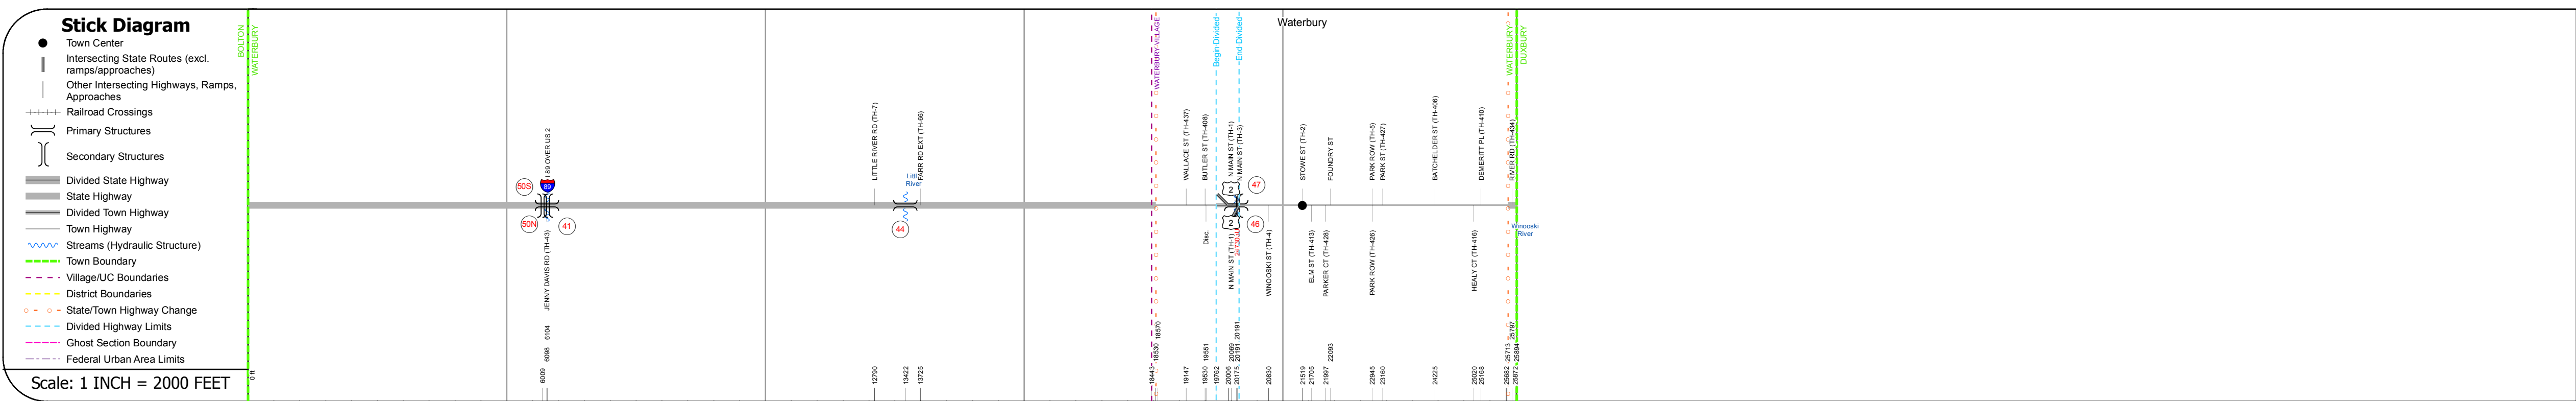 Stick Diagram
Town Center
Intersecting State Routes (excl.
ramps/approaches)
Other Intersecting Highways, Ramps,
Approaches
Railroad Crossings
Primary Structures
Secondary Structures
Divided State Highway
State Highway
Divided Town Highway
Town Highway
Streams (Hydraulic Structure)
Town Boundary
Village/UC Boundaries
District Boundaries
State/Town Highway Change
Divided Highway Limits
Ghost Section Boundary
Federal Urban Area Limits
Scale: 1 INCH = 2000 FEET
BOLTON
WATERBURY
0 ft
I 89 OVER US 2
50S
89
50N
41
JENNY DAVIS RD (TH-43)
6009
6098
6104
LITTLE RIVER RD (TH-7)
12790
Littl
River
44
13422
FARR RD EXT (TH-66)
13725
WATERBURY-VILLAGE
18443
18530
18570
WALLACE ST (TH-437)
19147
BUTLER ST (TH-408)
Disc.
19530
19551
Begin Divided
19762
N MAIN ST (TH-1)
N MAIN ST (TH-3)
End Divided
2
47
2
46
N MAIN ST (TH-1)
20006
20069
20175
20191
20191
WINOOSKI ST (TH-4)
20830
Waterbury
STOWE ST (TH-2)
21519
ELM ST (TH-413)
21705
PARKER CT (TH-428)
21997
FOUNDRY ST
22093
PARK ROW (TH-5)
PARK ROW (TH-426)
22945
PARK ST (TH-427)
23160
BATCHELDER ST (TH-406)
24225
HEALY CT (TH-416)
25020
DEMERITT PL (TH-410)
25168
WATERBURY
DUXBURY
RIVER RD (TH-434)
Winooski
River
25682
25713
25797
25872
25894